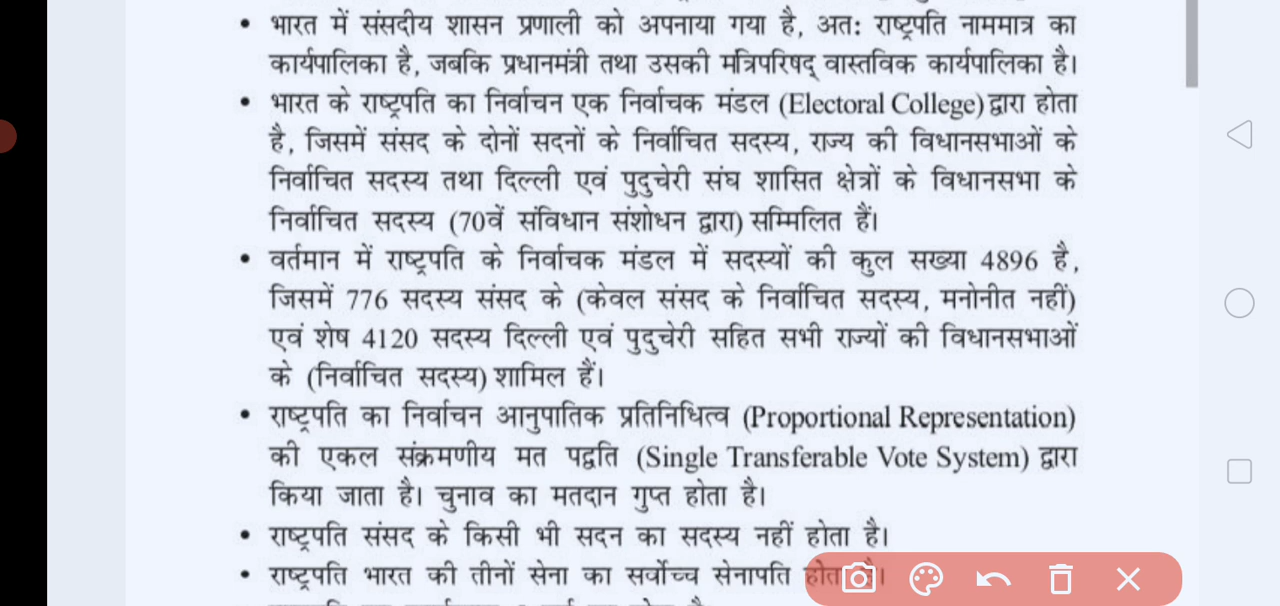 • भारत में संसदीय शासन प्रणाली को अपनाया गया है, अतः राष्ट्रपति नाममात्र का
कार्यपालिका है, जबकि प्रधानमंत्री तथा उसकी मंत्रिपरिषद् वास्तविक कार्यपालिका है।
• भारत के राष्ट्रपति का निर्वाचन एक निर्वाचक मंडल (Electoral College) द्वारा होता
है, जिसमें संसद के दोनों सदनों के निर्वाचित सदस्य, राज्य की विधानसभाओं के
निर्वाचित सदस्य तथा दिल्ली एवं पुदुचेरी संघ शासित क्षेत्रों के विधानसभा के
निर्वाचित सदस्य (70वें संविधान संशोधन द्वारा) सम्मिलित हैं।
• वर्तमान में राष्ट्रपति के निर्वाचक मंडल में सदस्यों की कुल सख्या 4896 है,
जिसमें 776 सदस्य संसद के (केवल संसद के निर्वाचित सदस्य, मनोनीत नहीं)
एवं शेष 4120 सदस्य दिल्ली एवं पुदुचेरी सहित सभी राज्यों की विधानसभाओं
के (निर्वाचित सदस्य) शामिल हैं।
• राष्ट्रपति का निर्वाचन आनुपातिक प्रतिनिधित्व (Proportional Representation)
की एकल संक्रमणीय मत पद्वति (Single Transferable Vote System) द्वारा
किया जाता है। चुनाव का मतदान गुप्त होता है।
• राष्ट्रपति संसद के किसी भी सदन का सदस्य नहीं होता है।
• राष्ट्रपति भारत की तीनों सेना का सर्वोच्च सेनापति होता है।